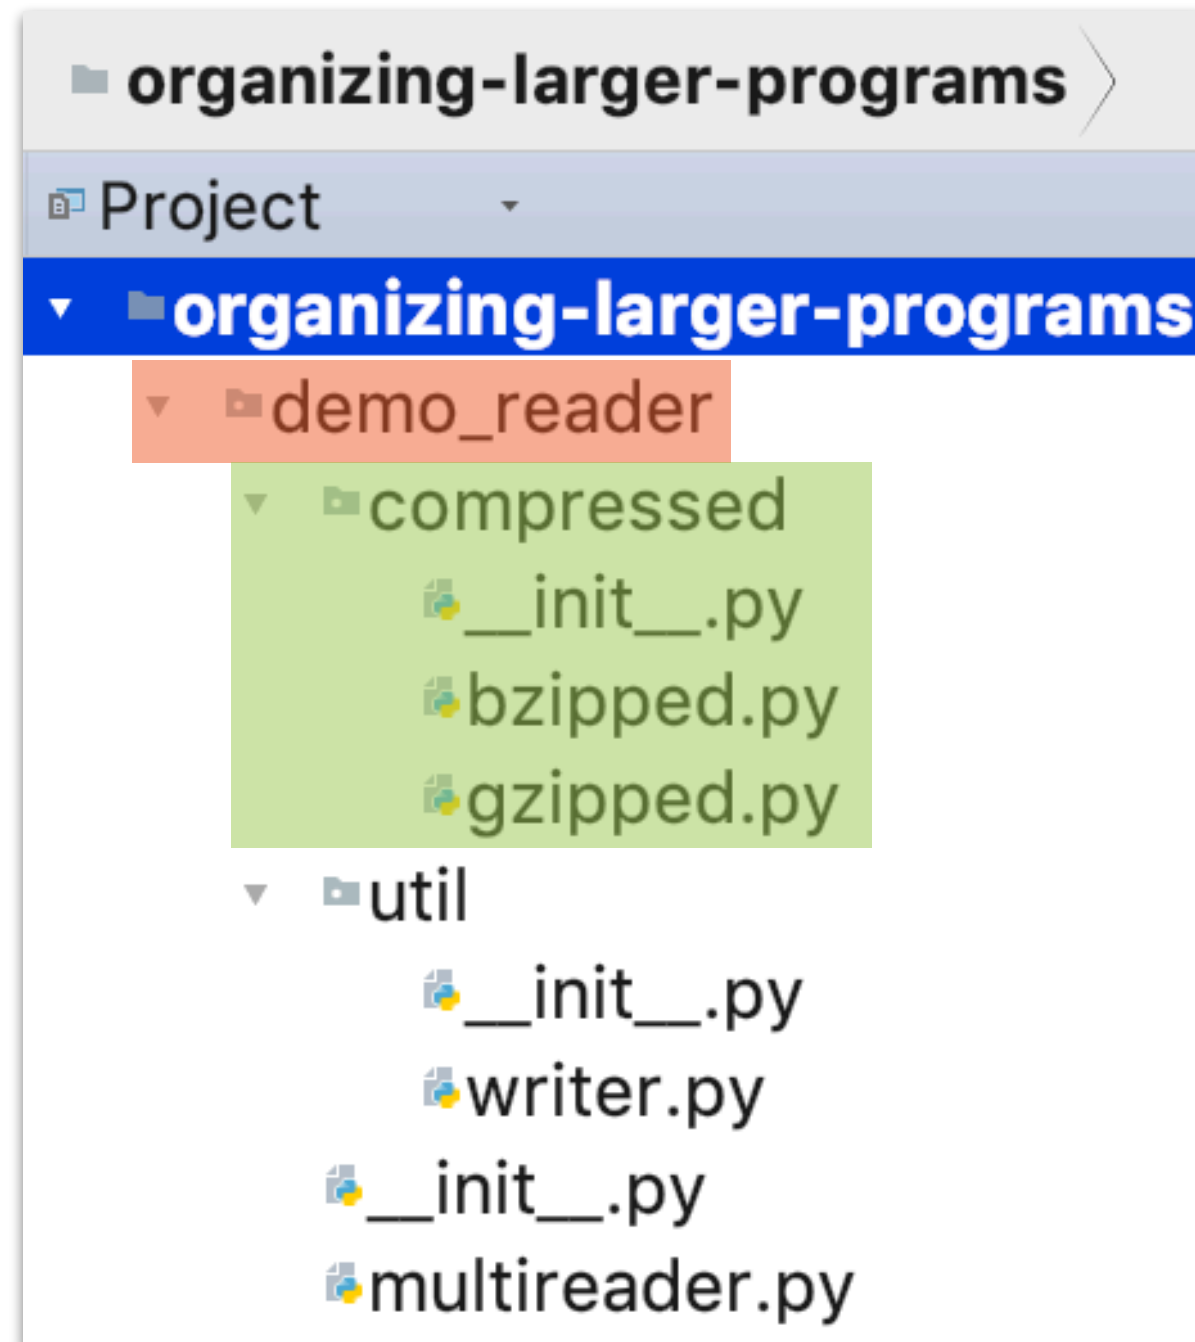 organizing-larger-programs
Project
organizing-larger-programs
demo_reader
compressed
__init__.py
bzipped.py
gzipped.py
util
__init__.py
writer.py
__init__.py
multireader.py